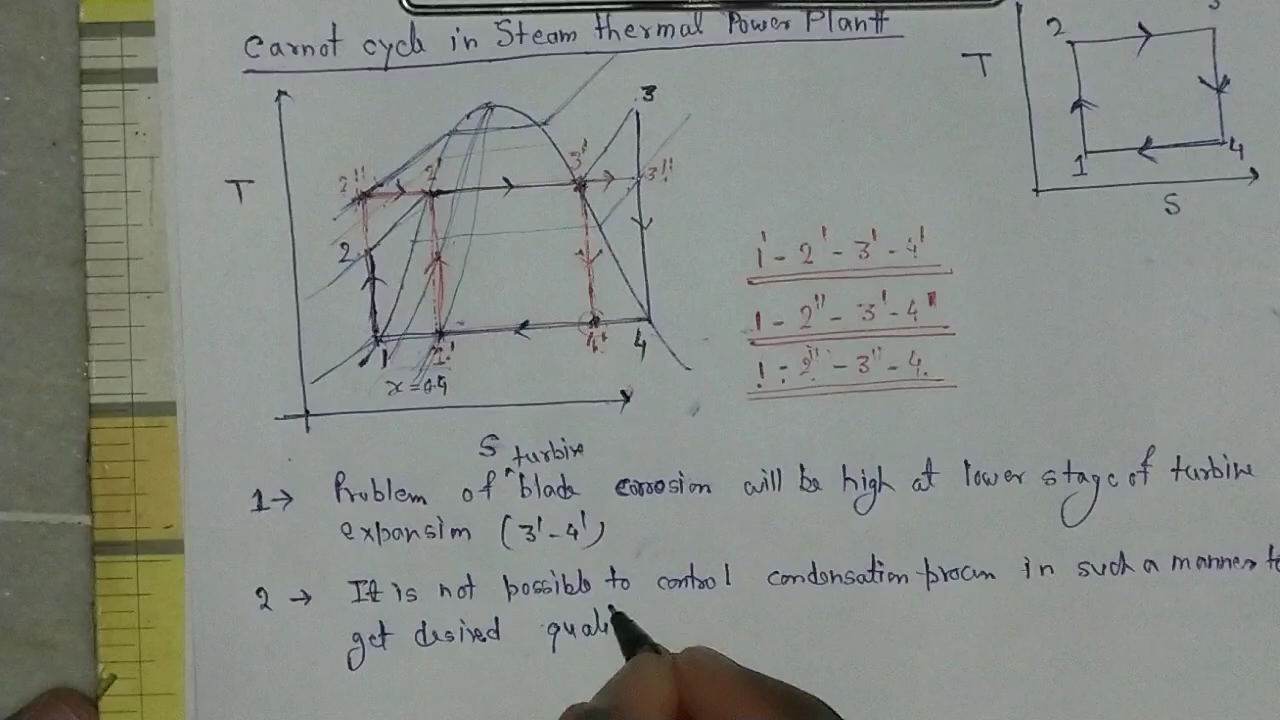 Carnot cycle in Steam thermal Power Plant
T
3
2''
2'
3'
3''
2
1
1'
4'
4
x=0.4
S
T
2
3
1
4
S
1' - 2' - 3' - 4'
1 - 2'' - 3' - 4'
1 - 2'' - 3'' - 4.
turbine
1→ Problem of ^ blade corrosion will be high at lower stage of turbine
expansim (3' - 4')
2 → It is not possible to control condensation procen in such a manner to
get desired quali